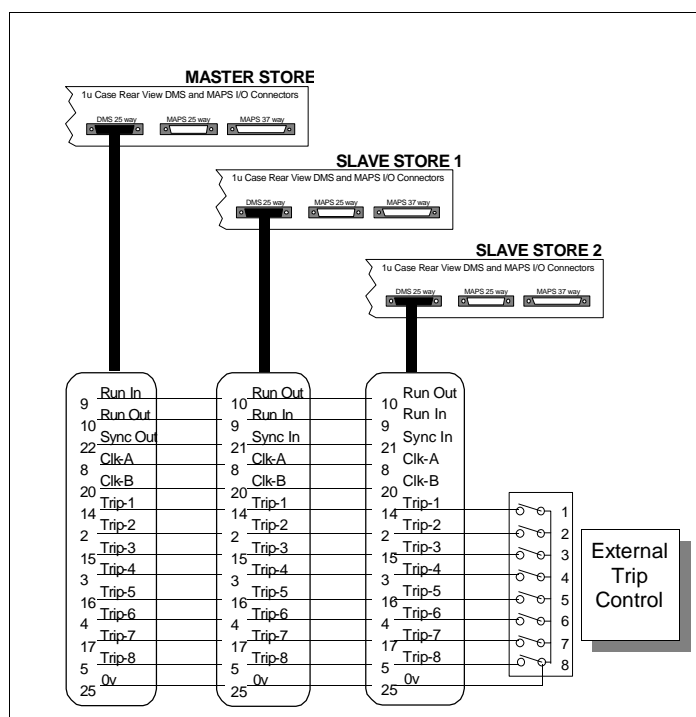 MASTER STORE
1u Case Rear View DMS and MAPS I/O Connectors
DMS 25 way MAPS 25 way MAPS 37 way
SLAVE STORE 1
1u Case Rear View DMS and MAPS I/O Connectors
DMS 25 way MAPS 25 way MAPS 37 way
SLAVE STORE 2
1u Case Rear View DMS and MAPS I/O Connectors
DMS 25 way MAPS 25 way MAPS 37 way
9 Run In
10 Run Out
22 Sync Out
8 Clk-A
20 Clk-B
14 Trip-1
2 Trip-2
15 Trip-3
3 Trip-4
16 Trip-5
4 Trip-6
17 Trip-7
5 Trip-8
25 0v
10 Run Out
9 Run In
21 Sync In
8 Clk-A
20 Clk-B
14 Trip-1
2 Trip-2
15 Trip-3
3 Trip-4
16 Trip-5
4 Trip-6
17 Trip-7
5 Trip-8
25 0v
10 Run Out
9 Run In
21 Sync In
8 Clk-A
20 Clk-B
14 Trip-1
2 Trip-2
15 Trip-3
3 Trip-4
16 Trip-5
4 Trip-6
17 Trip-7
5 Trip-8
25 0v
1
2
3
4
5
6
7
8
External
Trip
Control